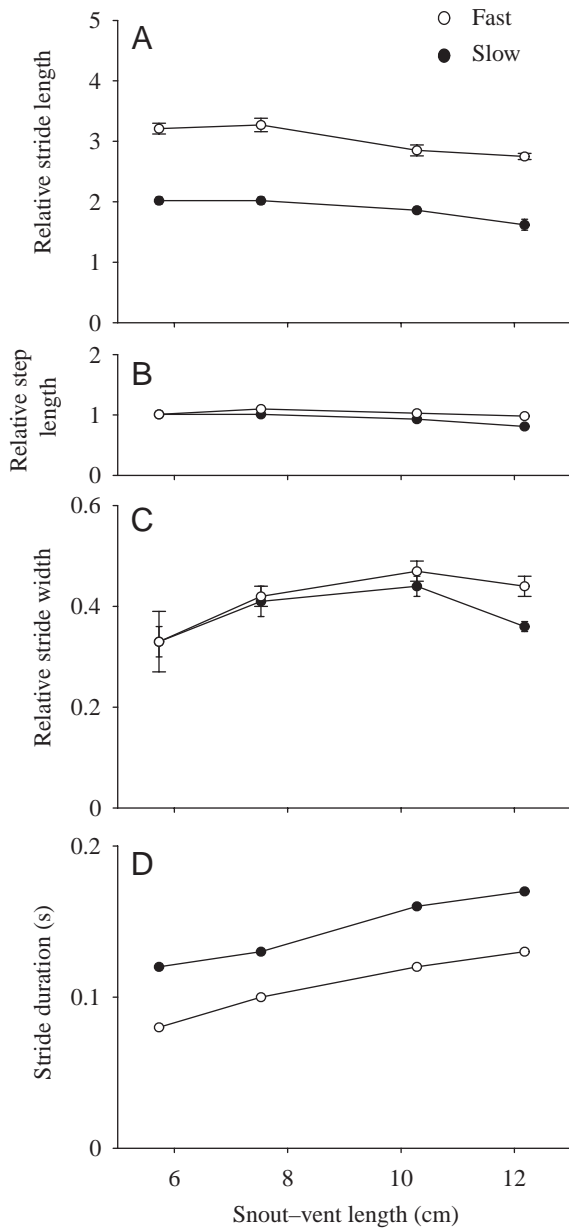 Fast
Slow
A
Relative stride length
5
4
3
2
1
0
B
Relative step
length
2
1
0
C
Relative stride width
0.6
0.4
0.2
0
D
Stride duration (s)
0.2
0.1
0
6 8 10 12
Snout–vent length (cm)